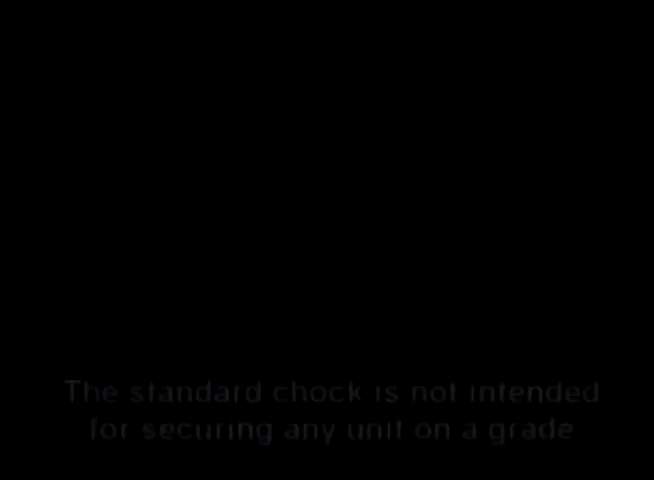 The standard chock is not intended
for securing any unit on a grade